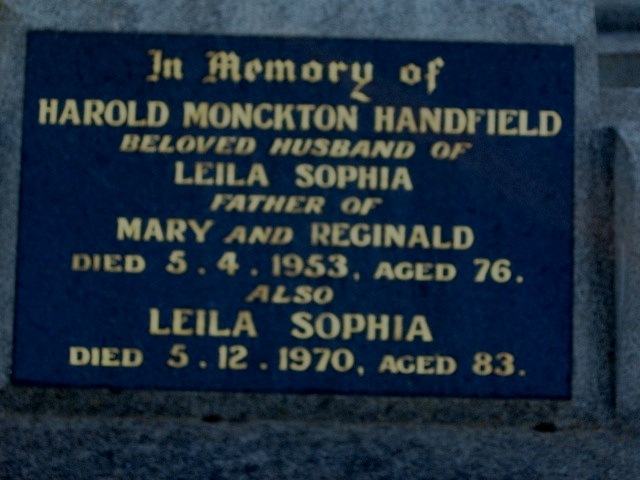 In Memory of
HAROLD MONCKTON HANDFIELD
BELOVED HUSBAND OF
LEILA SOPHIA
FATHER OF
MARY AND REGINALD
DIED 5.4.1953, AGED 76.
ALSO
LEILA SOPHIA
DIED 5.12.1970, AGED 83.